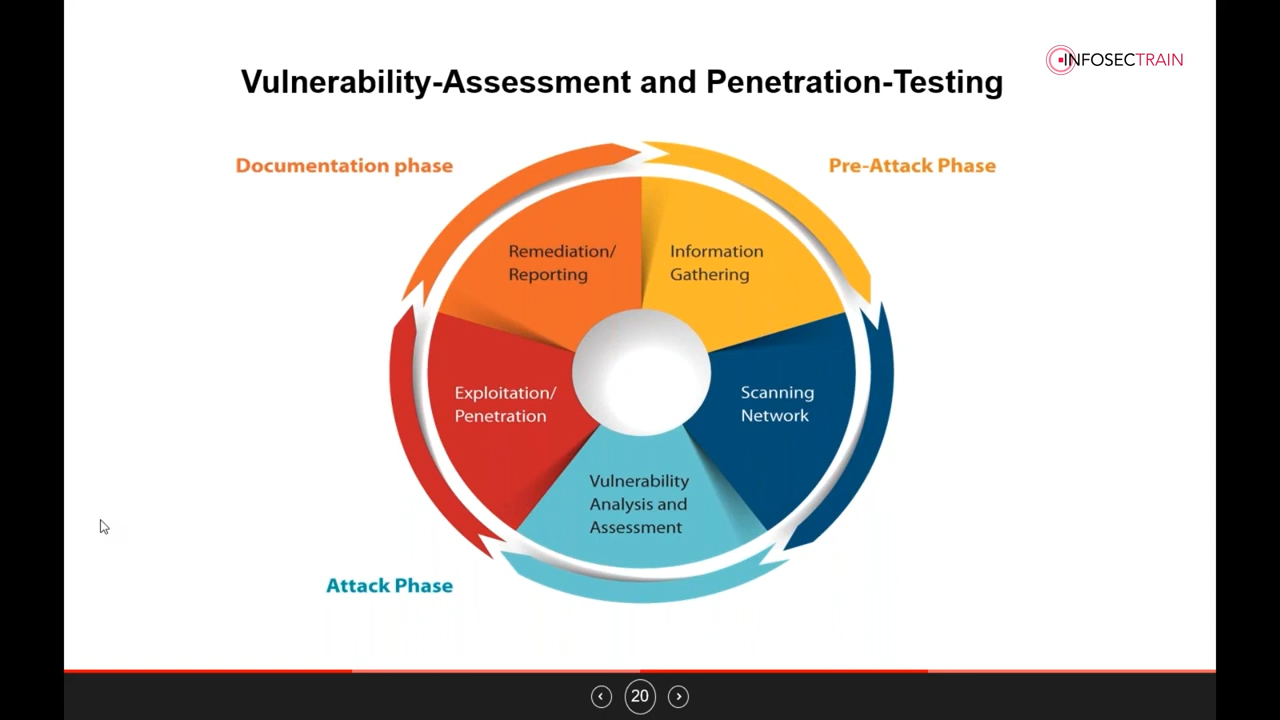 INFOSECTRAIN
Vulnerability-Assessment and Penetration-Testing
Documentation phase
Pre-Attack Phase
Remediation/
Reporting
Information
Gathering
Exploitation/
Penetration
Scanning
Network
Vulnerability
Analysis and
Assessment
Attack Phase
20